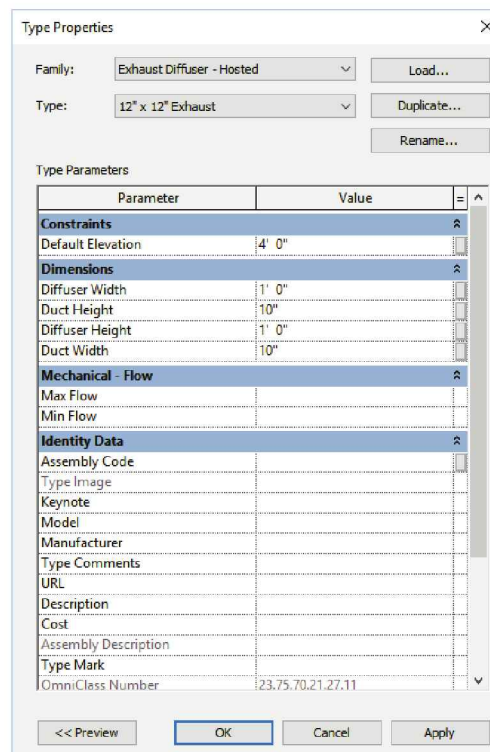 Type Properties
Family: Exhaust Diffuser - Hosted Load...
Type: 12" x 12" Exhaust Duplicate...
Rename...
Type Parameters
Parameter Value =
Constraints
Default Elevation 4' 0"
Dimensions
Diffuser Width 1' 0"
Duct Height 10"
Diffuser Height 1' 0"
Duct Width 10"
Mechanical - Flow
Max Flow
Min Flow
Identity Data
Assembly Code
Type Image
Keynote
Model
Manufacturer
Type Comments
URL
Description
Cost
Assembly Description
Type Mark
OmniClass Number 23.75.70.21.27.11
<< Preview OK Cancel Apply